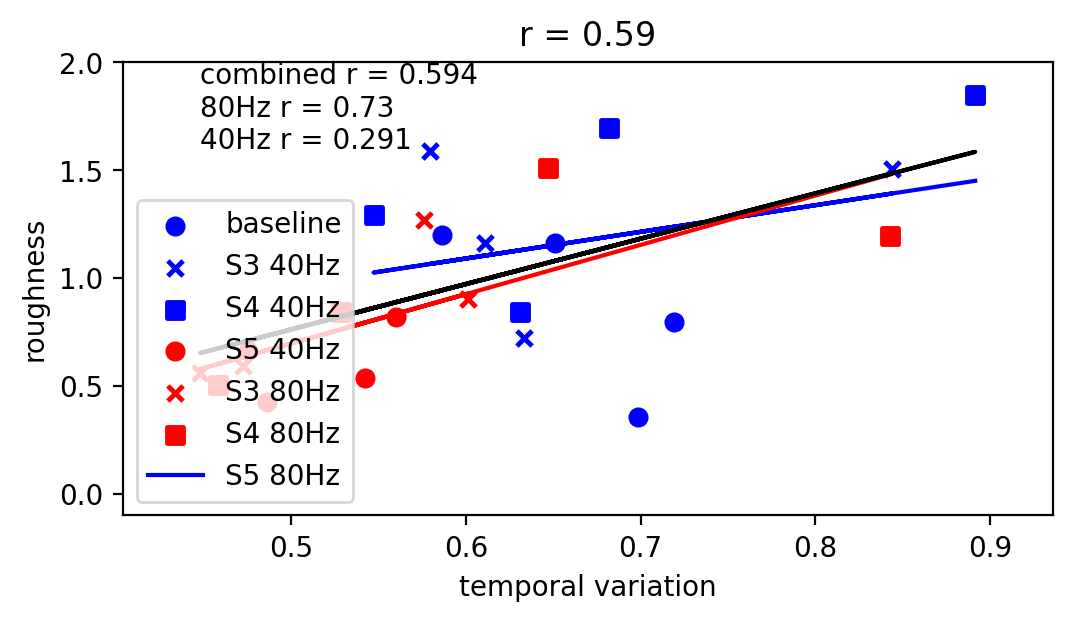 r = 0.59
combined r = 0.594
80Hz r = 0.73
40Hz r = 0.291
baseline
S3 40Hz
S4 40Hz
S5 40Hz
S3 80Hz
S4 80Hz
S5 80Hz
roughness
2.0
1.5
1.0
0.5
0.0
0.5 0.6 0.7 0.8 0.9
temporal variation